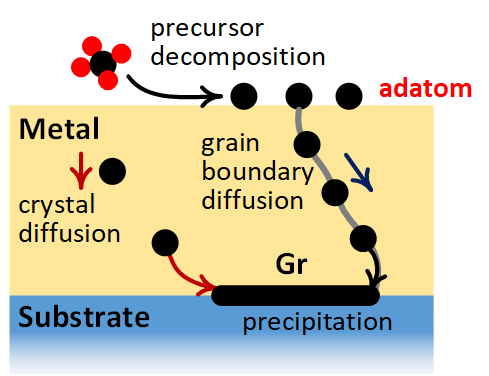 precursor
decomposition
adatom
Metal
grain
boundary
diffusion
crystal
diffusion
Gr
Substrate
precipitation